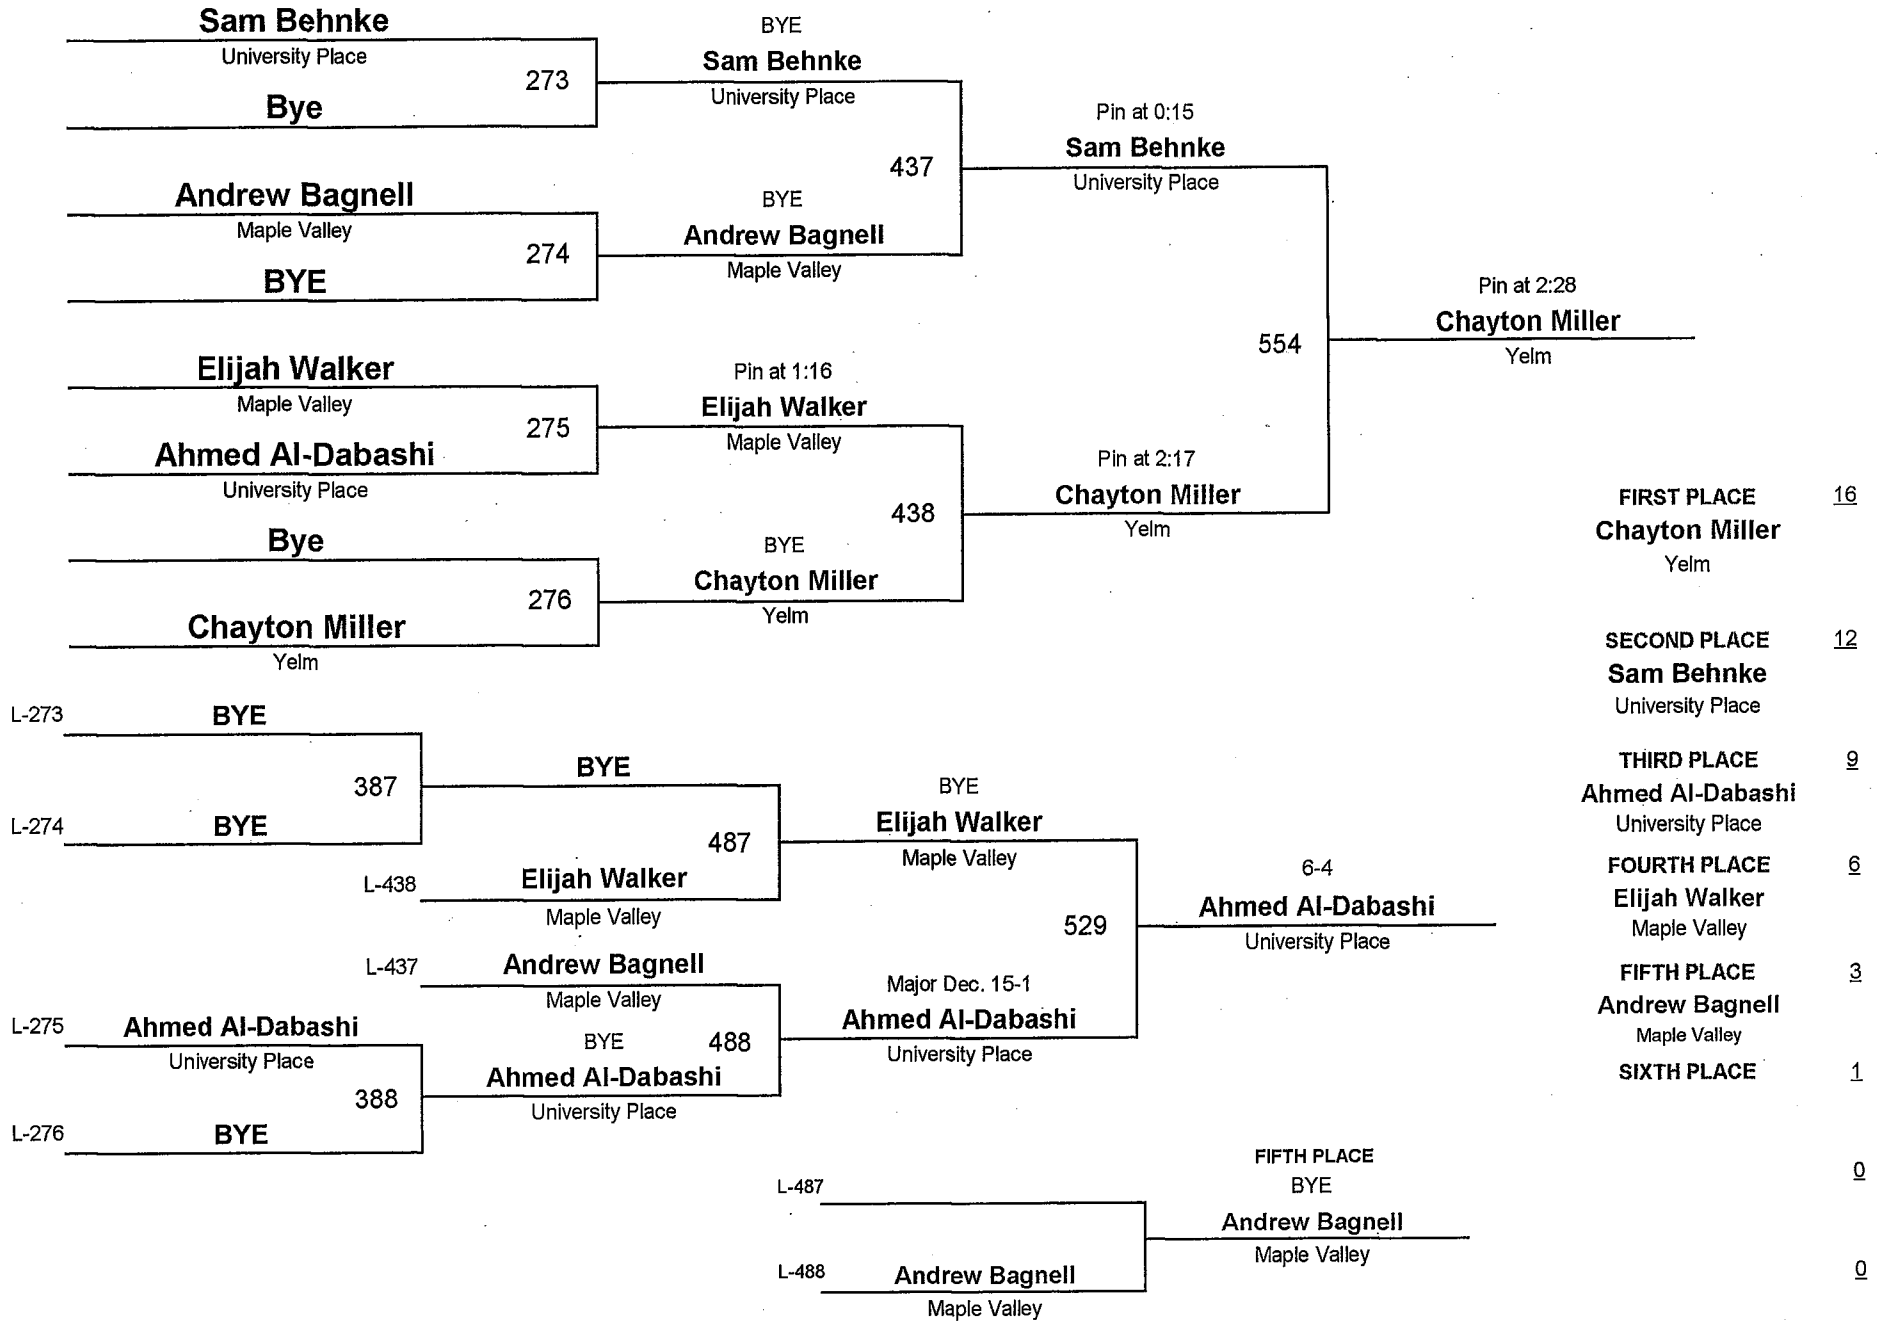 Sam Behnke
University Place
273
Bye
Andrew Bagnell
Maple Valley
274
BYE
Elijah Walker
Maple Valley
275
Ahmed Al-Dabashi
University Place
Bye
276
Chayton Miller
Yelm
BYE
Sam Behnke
University Place
437
BYE
Andrew Bagnell
Maple Valley
Pin at 1:16
Elijah Walker
Maple Valley
438
BYE
Chayton Miller
Yelm
Pin at 0:15
Sam Behnke
University Place
554
Pin at 2:17
Chayton Miller
Yelm
Pin at 2:28
Chayton Miller
Yelm
FIRST PLACE 16
Chayton Miller
Yelm
SECOND PLACE 12
Sam Behnke
University Place
THIRD PLACE 9
Ahmed Al-Dabashi
University Place
FOURTH PLACE 6
Elijah Walker
Maple Valley
FIFTH PLACE 3
Andrew Bagnell
Maple Valley
SIXTH PLACE 1
0
0
L-273 BYE
387
L-274 BYE
BYE
487
L-438 Elijah Walker
Maple Valley
L-437 Andrew Bagnell
Maple Valley
L-275 Ahmed Al-Dabashi
University Place
388
L-276 BYE
BYE
488
Ahmed Al-Dabashi
University Place
BYE
Elijah Walker
Maple Valley
529
Major Dec. 15-1
Ahmed Al-Dabashi
University Place
6-4
Ahmed Al-Dabashi
University Place
L-487
L-488 Andrew Bagnell
Maple Valley
FIFTH PLACE
BYE
Andrew Bagnell
Maple Valley